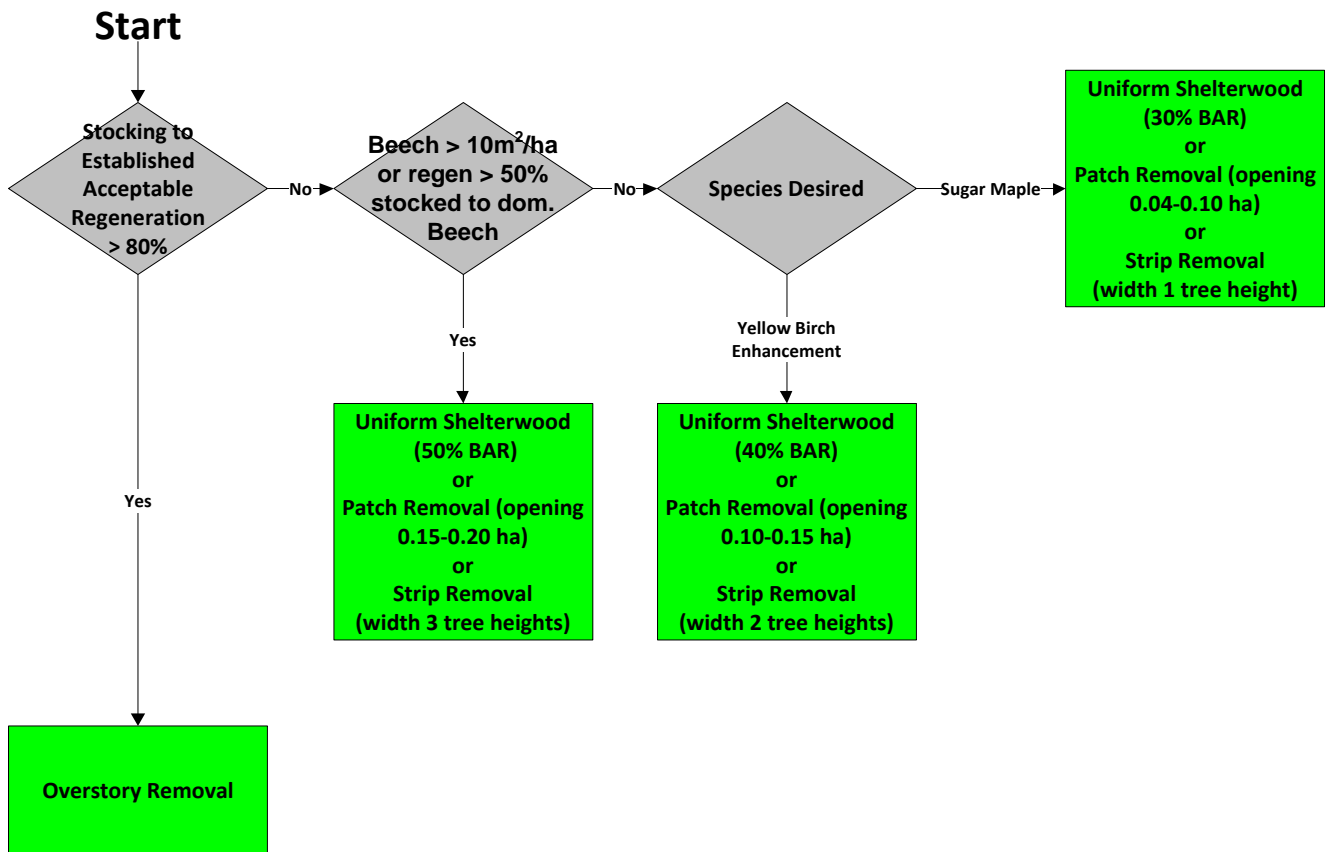 Start
Stocking to
Established
Acceptable
Regeneration
> 80%
No
Beech > 10m²/ha
or regen > 50%
stocked to dom.
Beech
No
Species Desired
Sugar Maple
Uniform Shelterwood
(30% BAR)
or
Patch Removal (opening
0.04-0.10 ha)
or
Strip Removal
(width 1 tree height)
Yes
Yellow Birch
Enhancement
Uniform Shelterwood
(50% BAR)
or
Patch Removal (opening
0.15-0.20 ha)
or
Strip Removal
(width 3 tree heights)
Uniform Shelterwood
(40% BAR)
or
Patch Removal (opening
0.10-0.15 ha)
or
Strip Removal
(width 2 tree heights)
Yes
Overstory Removal